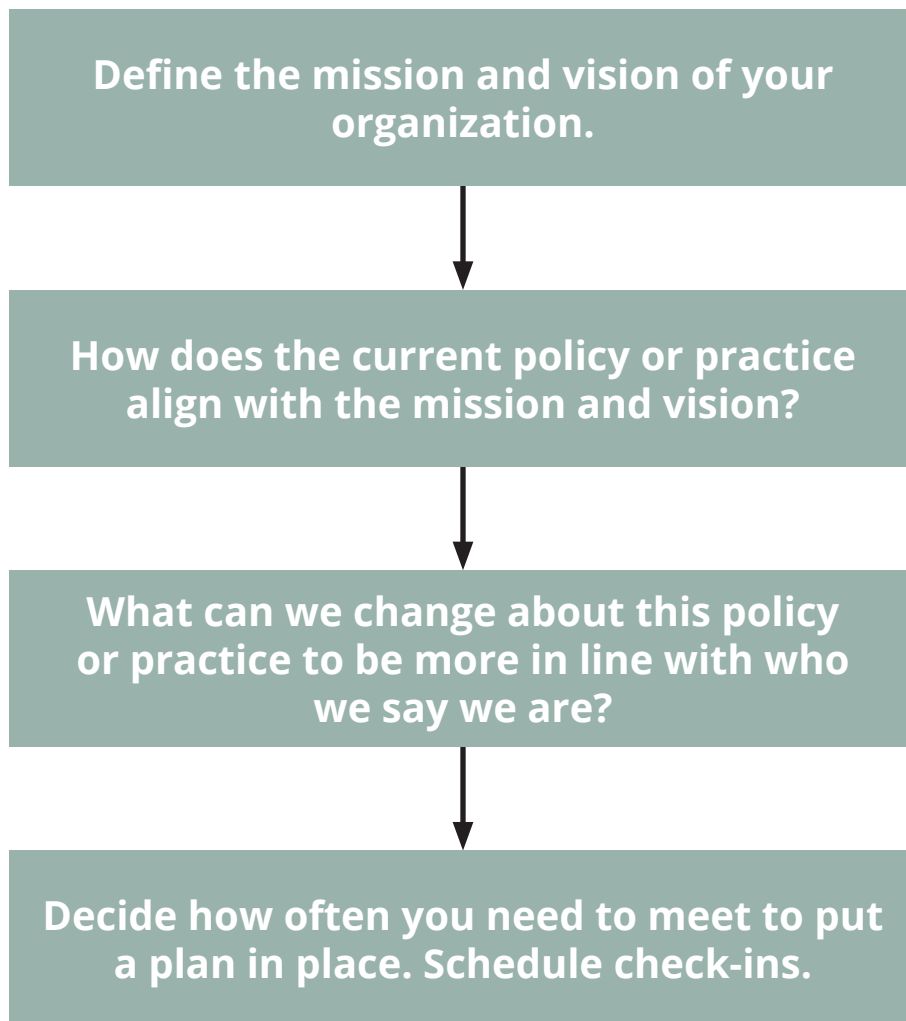 Define the mission and vision of your
organization.
How does the current policy or practice
align with the mission and vision?
What can we change about this policy
or practice to be more in line with who
we say we are?
Decide how often you need to meet to put
a plan in place. Schedule check-ins.